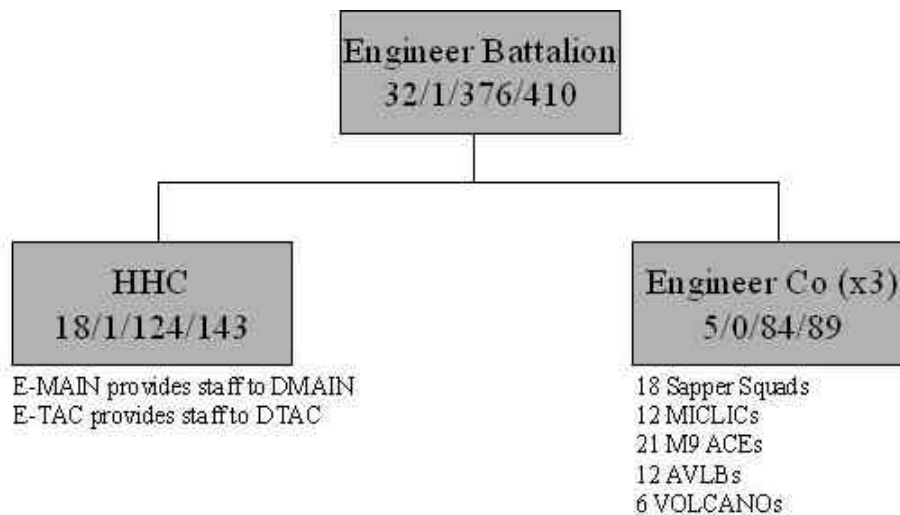 Engineer Battalion
32/1/376/410
HHC
18/1/124/143
E-MAIN provides staff to DMAIN
E-TAC provides staff to DTAC
Engineer Co (x3)
5/0/84/89
18 Sapper Squads
12 MICLICs
21 M9 ACEs
12 AVLBs
6 VOLCANOs